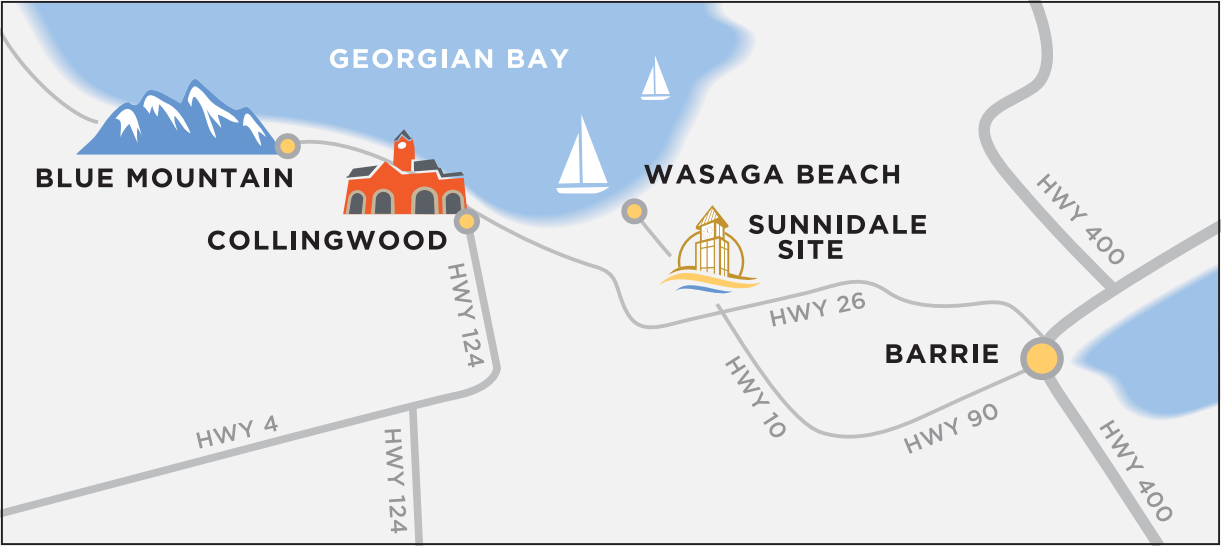 GEORGIAN BAY
BLUE MOUNTAIN
WASAGA BEACH
SUNNIDALE
SITE
COLLINGWOOD
HWY 400
HWY 124
HWY 26
BARRIE
HWY 10
HWY 90
HWY 4
HWY 124
HWY 400